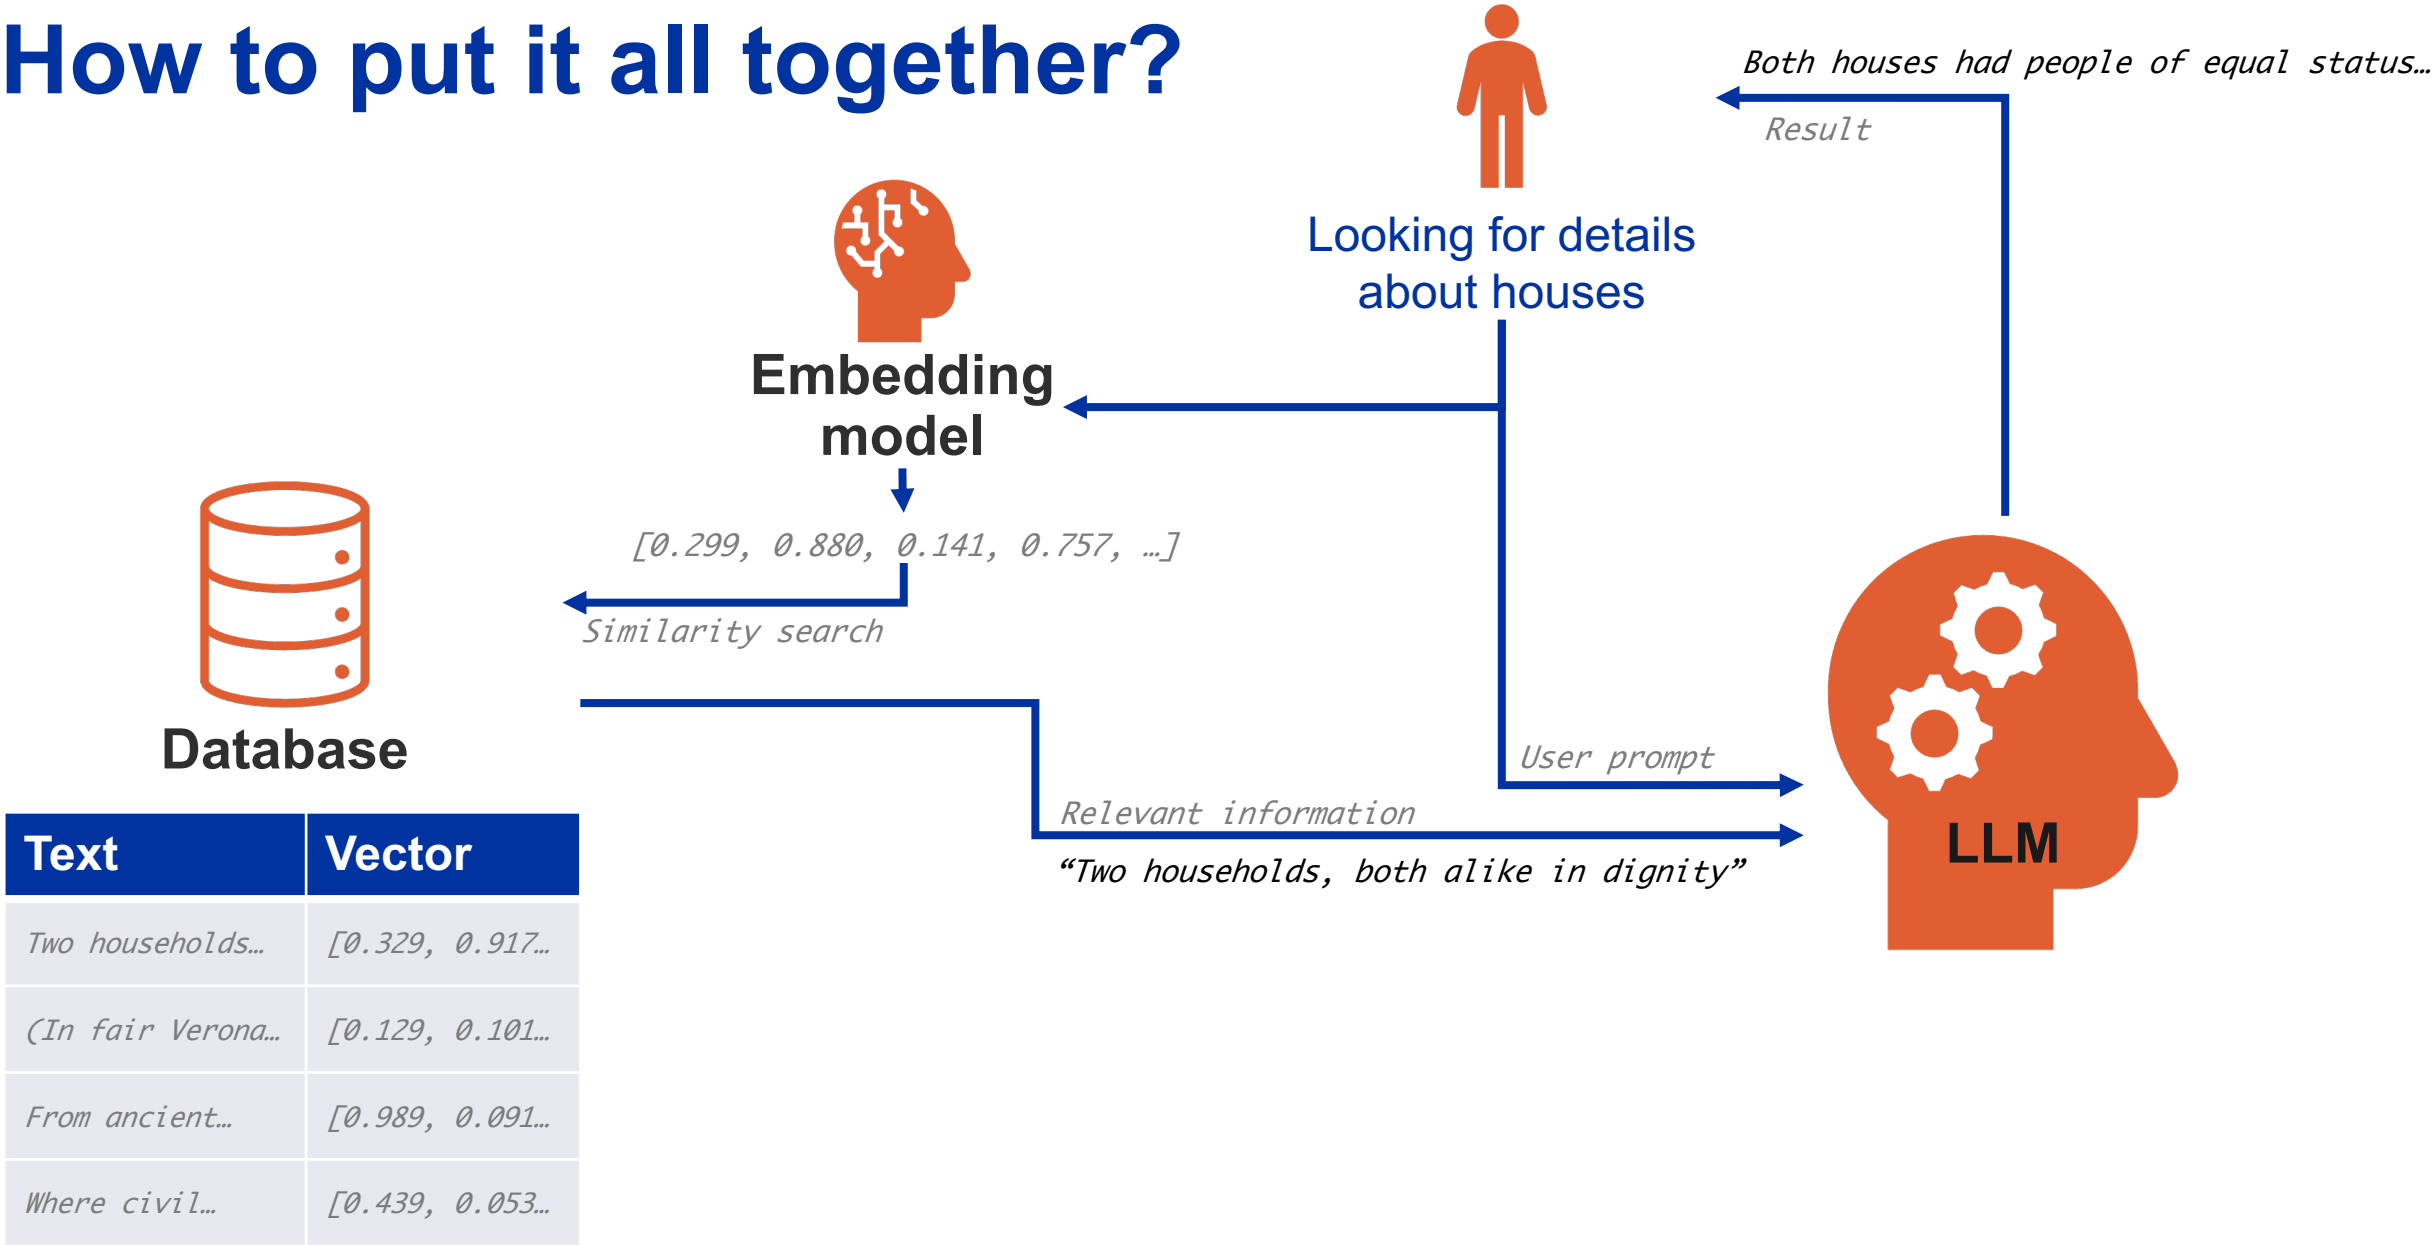 How to put it all together?
Both houses had people of equal status…
Result
Looking for details
about houses
Embedding
model
[0.299, 0.880, 0.141, 0.757, …]
Similarity search
Database
User prompt
Relevant information
“Two households, both alike in dignity”
LLM
Text Vector
Two households… [0.329, 0.917…
(In fair Verona… [0.129, 0.101…
From ancient… [0.989, 0.091…
Where civil… [0.439, 0.053…